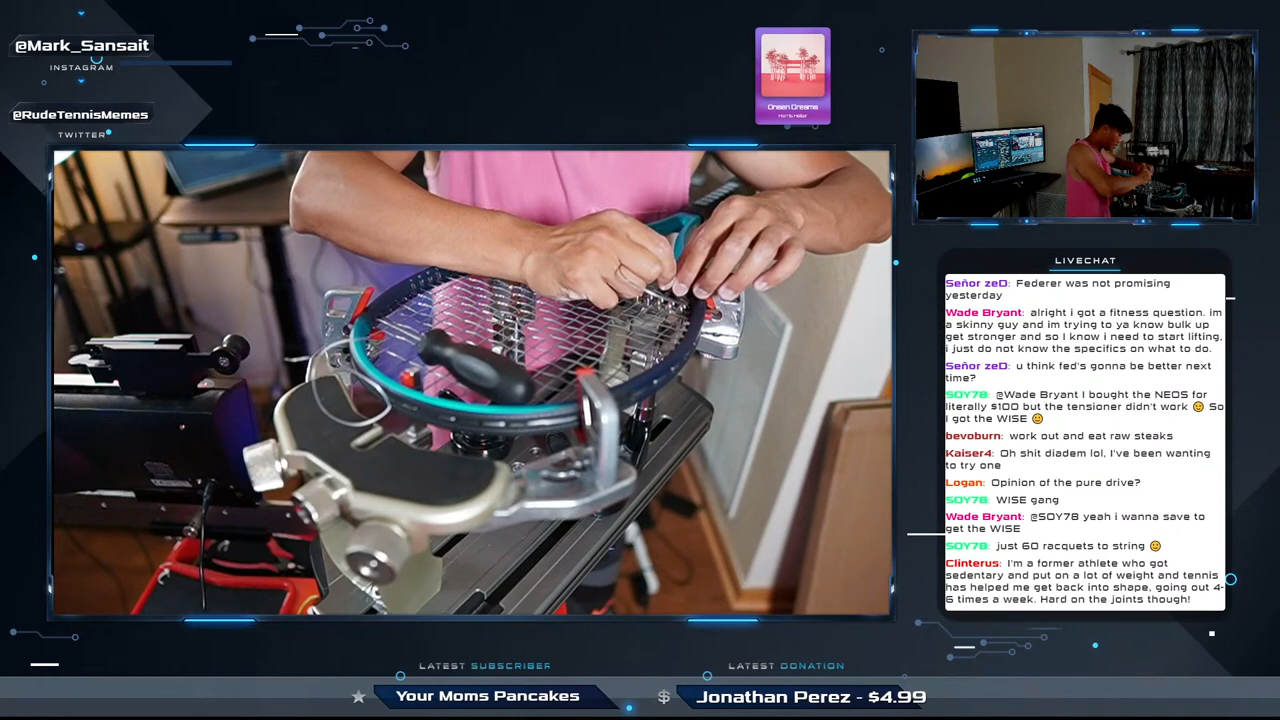 @Mark_Sansait
INSTAGRAM
@RudeTennisMemes
TWITTER
Onsen Dreams
Harris Heller
LIVECHAT
Señor zeD: Federer was not promising
yesterday
Wade Bryant: alright i got a fitness question. im
a skinny guy and im trying to ya know bulk up
get stronger and so I know i need to start lifting,
i just do not know the specifics on what to do.
Señor zeD: u think fed's gonna be better next
time?
SOY78: @Wade Bryant I bought the NEOS for
literally $100 but the tensioner didn't work 🙂 So
I got the WISE 🙂
bevoburn: work out and eat raw steaks
Kaiser4: Oh shit diadem lol, I've been wanting
to try one
Logan: Opinion of the pure drive?
SOY78: WISE gang
Wade Bryant: @SOY78 yeah i wanna save to
get the WISE
SOY78: just 60 racquets to string 🙂
Clinterus: I'm a former athlete who got
sedentary and put on a lot of weight and tennis
has helped me get back into shape, going out 4-
6 times a week. Hard on the joints though!
LATEST SUBSCRIBER
LATEST DONATION
Your Moms Pancakes
$ Jonathan Perez - $4.99